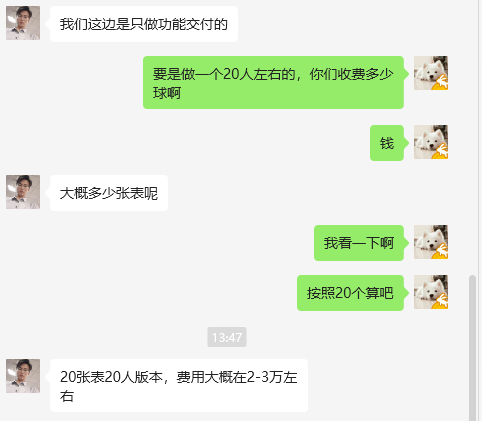 我们这边是只做功能交付的
要是做一个20人左右的，你们收费多少
球啊
钱
大概多少张表呢
我看一下啊
按照20个算吧
13:47
20张表20人版本，费用大概在2-3万左
右